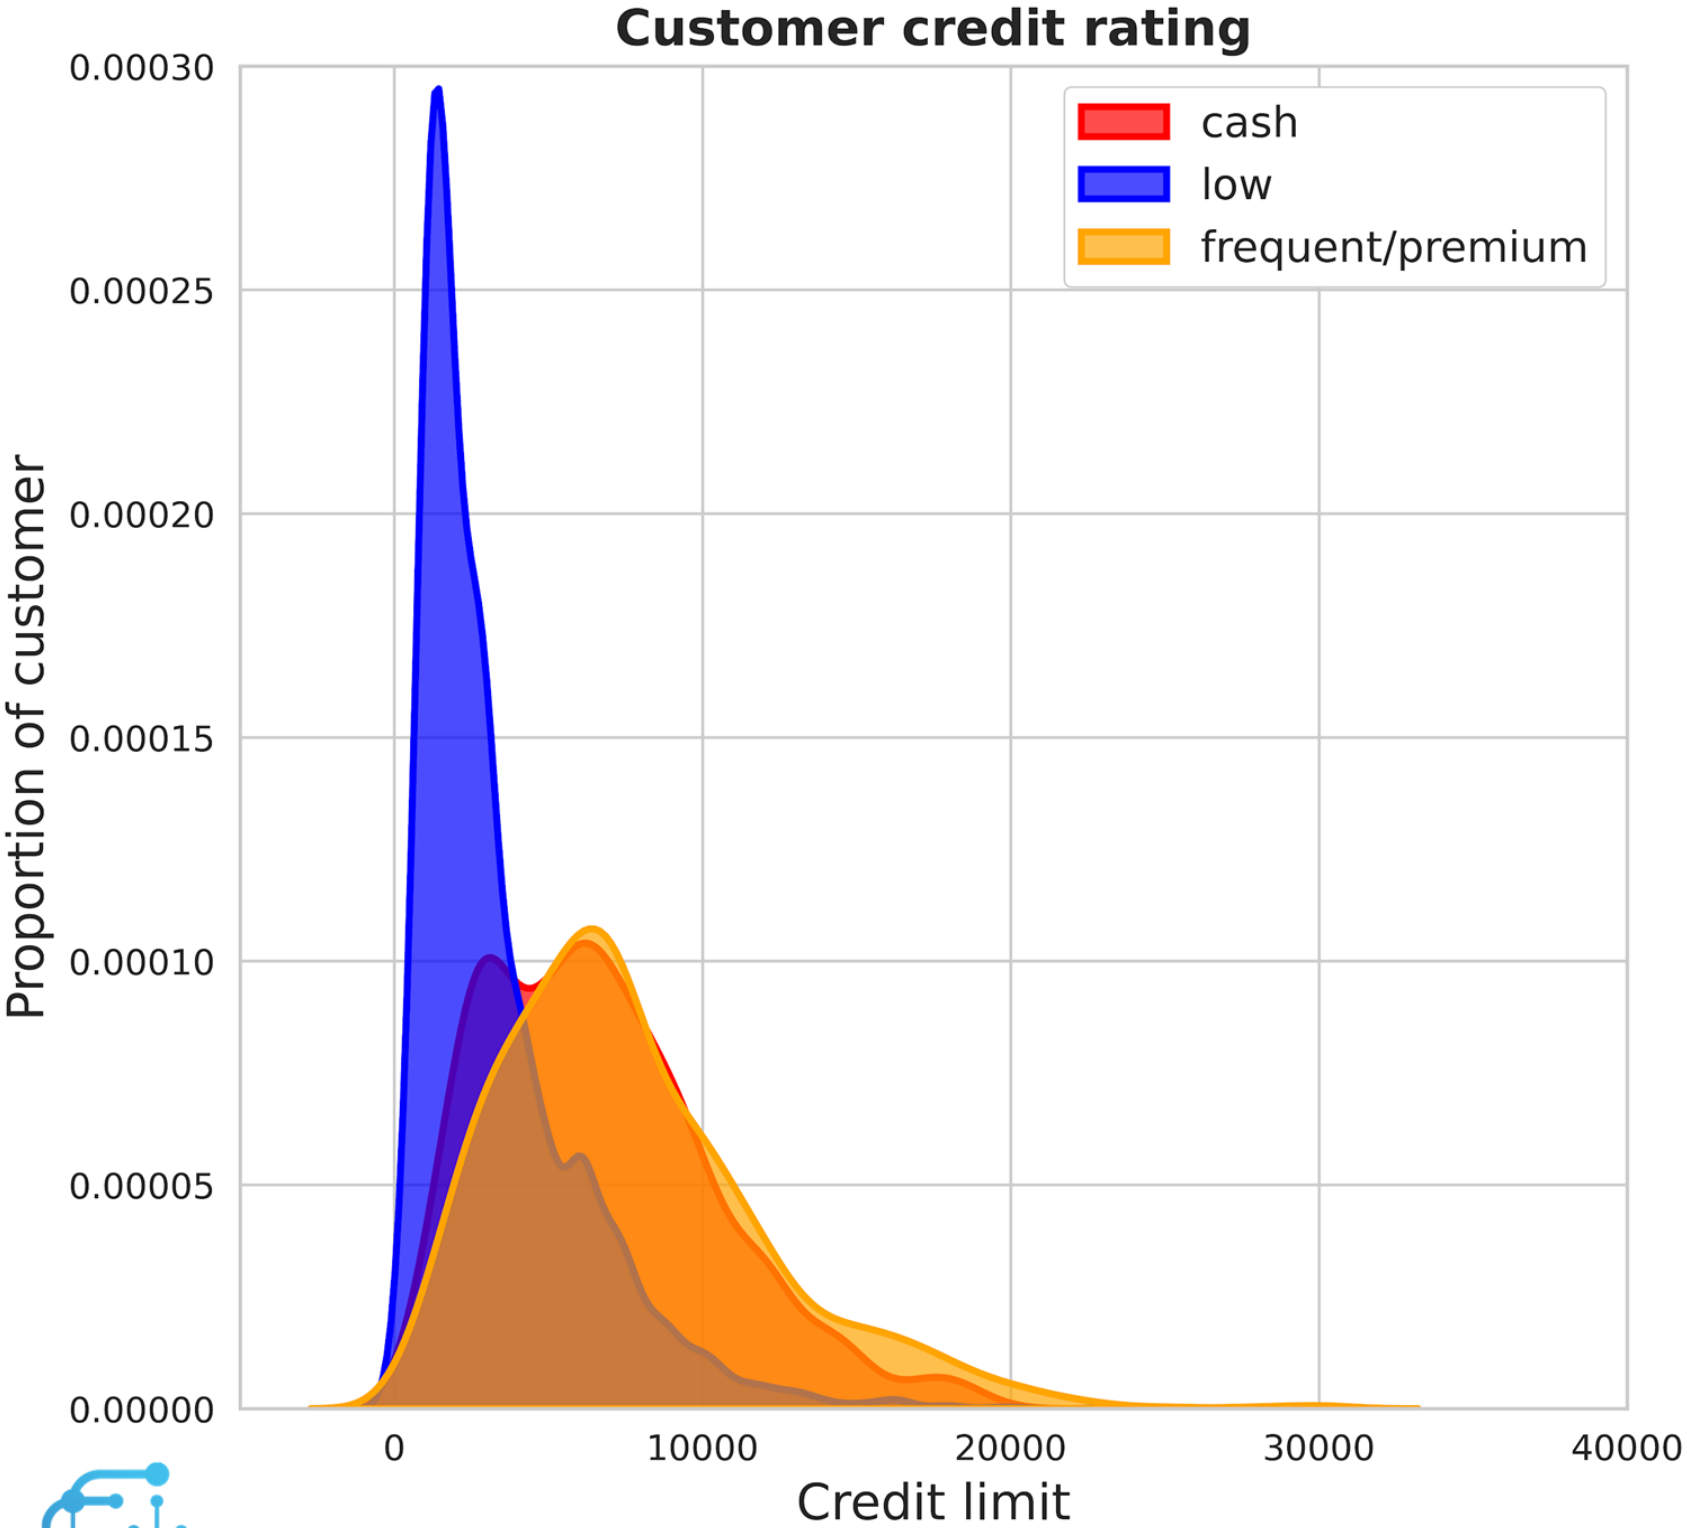 Customer credit rating
cash
low
frequent/premium
Proportion of customer
0.00030
0.00025
0.00020
0.00015
0.00010
0.00005
0.00000
0
10000
20000
30000
40000
Credit limit